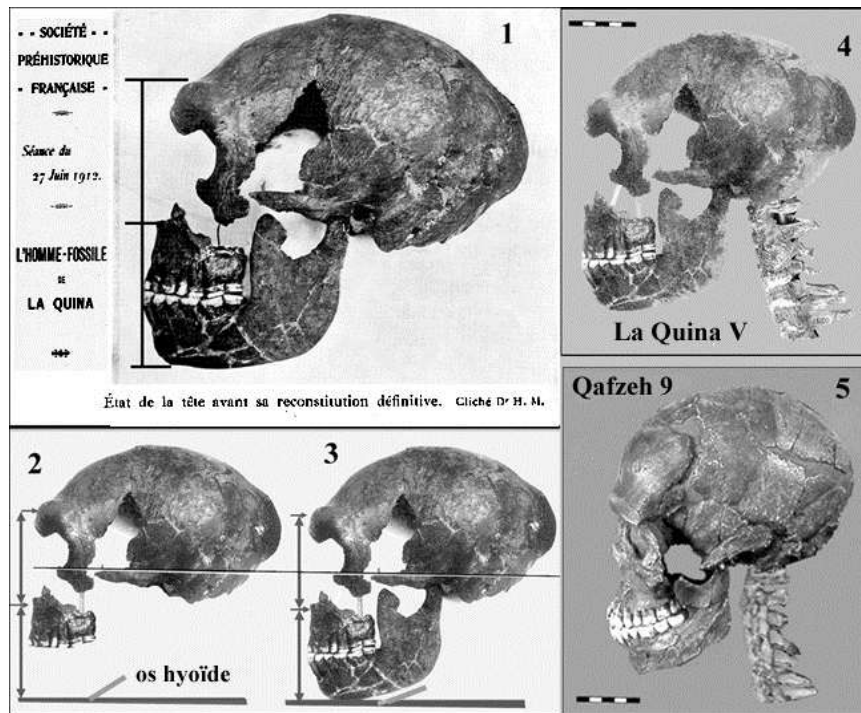 - - SOCIÉTÉ - -
PRÉHISTORIQUE
- FRANÇAISE -
Séance du
27 Juin 1912.
L'HOMME-FOSSILE
DE
LA QUINA
1
État de la tête avant sa reconstitution définitive. Cliché Dr H. M.
2
3
os hyoïde
4
La Quina V
Qafzeh 9
5